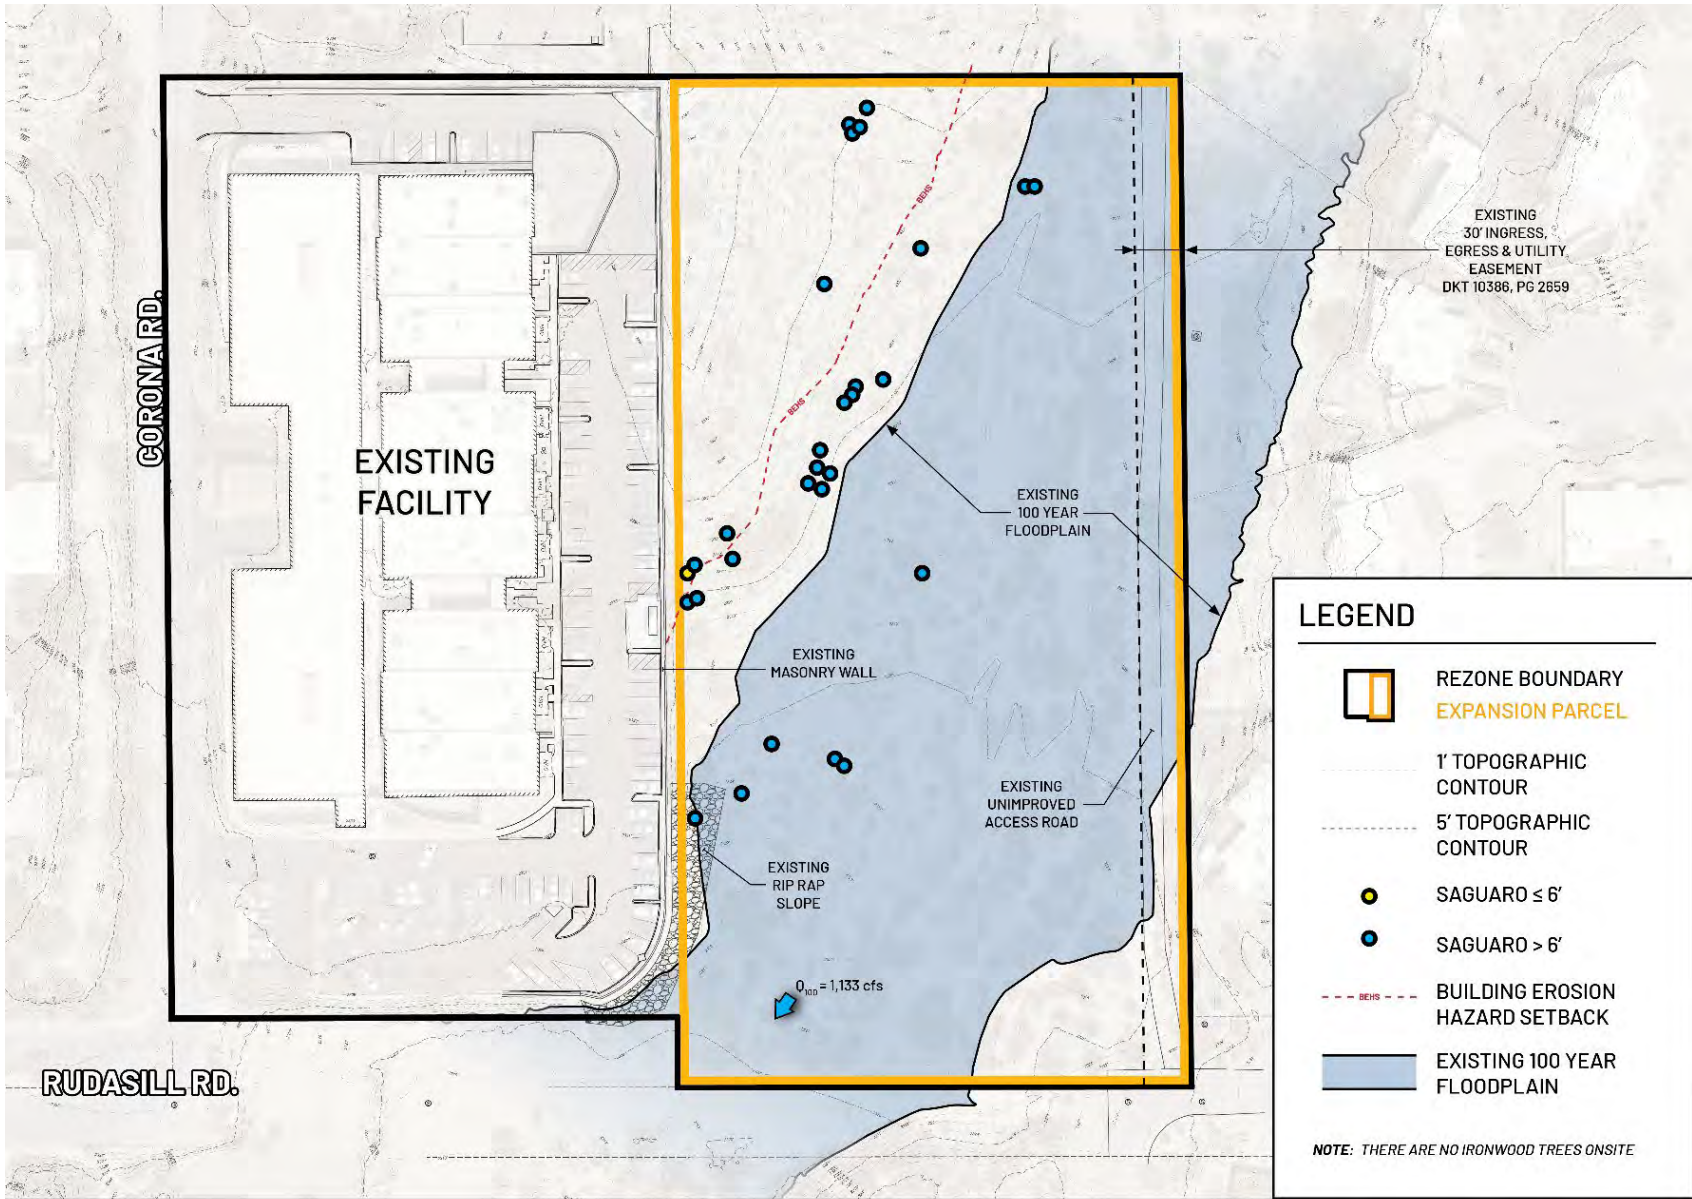 EXISTING
30' INGRESS,
EGRESS & UTILITY
EASEMENT
DKT 10386, PG 2659
BEHS
CORONA RD.
BEHS
EXISTING
FACILITY
EXISTING
100 YEAR
FLOODPLAIN
EXISTING
MASONRY WALL
EXISTING
UNIMPROVED
ACCESS ROAD
EXISTING
RIP RAP
SLOPE
Q100 = 1,133 cfs
RUDASILL RD.
LEGEND
REZONE BOUNDARY
EXPANSION PARCEL
1' TOPOGRAPHIC
CONTOUR
5' TOPOGRAPHIC
CONTOUR
SAGUARO ≤ 6'
SAGUARO > 6'
BEHS
BUILDING EROSION
HAZARD SETBACK
EXISTING 100 YEAR
FLOODPLAIN
NOTE: THERE ARE NO IRONWOOD TREES ONSITE